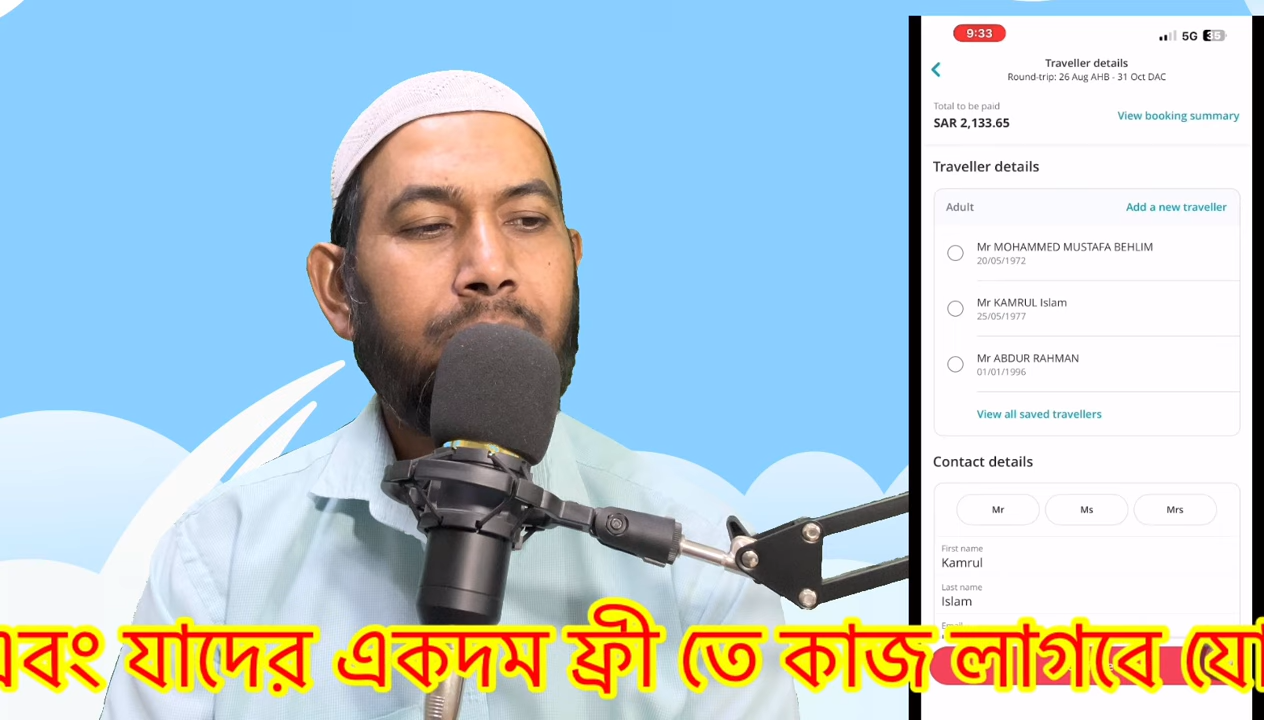 9:33
5G 35
Traveller details
Round-trip: 26 Aug AHB - 31 Oct DAC
Total to be paid
SAR 2,133.65
View booking summary
Traveller details
Adult
Add a new traveller
Mr MOHAMMED MUSTAFA BEHLIM
20/05/1972
Mr KAMRUL Islam
25/05/1977
Mr ABDUR RAHMAN
01/01/1996
View all saved travellers
Contact details
Mr
Ms
Mrs
First name
Kamrul
Last name
Islam
Email
এবং যাদের একদম ফ্রী তে কাজ লাগবে যো